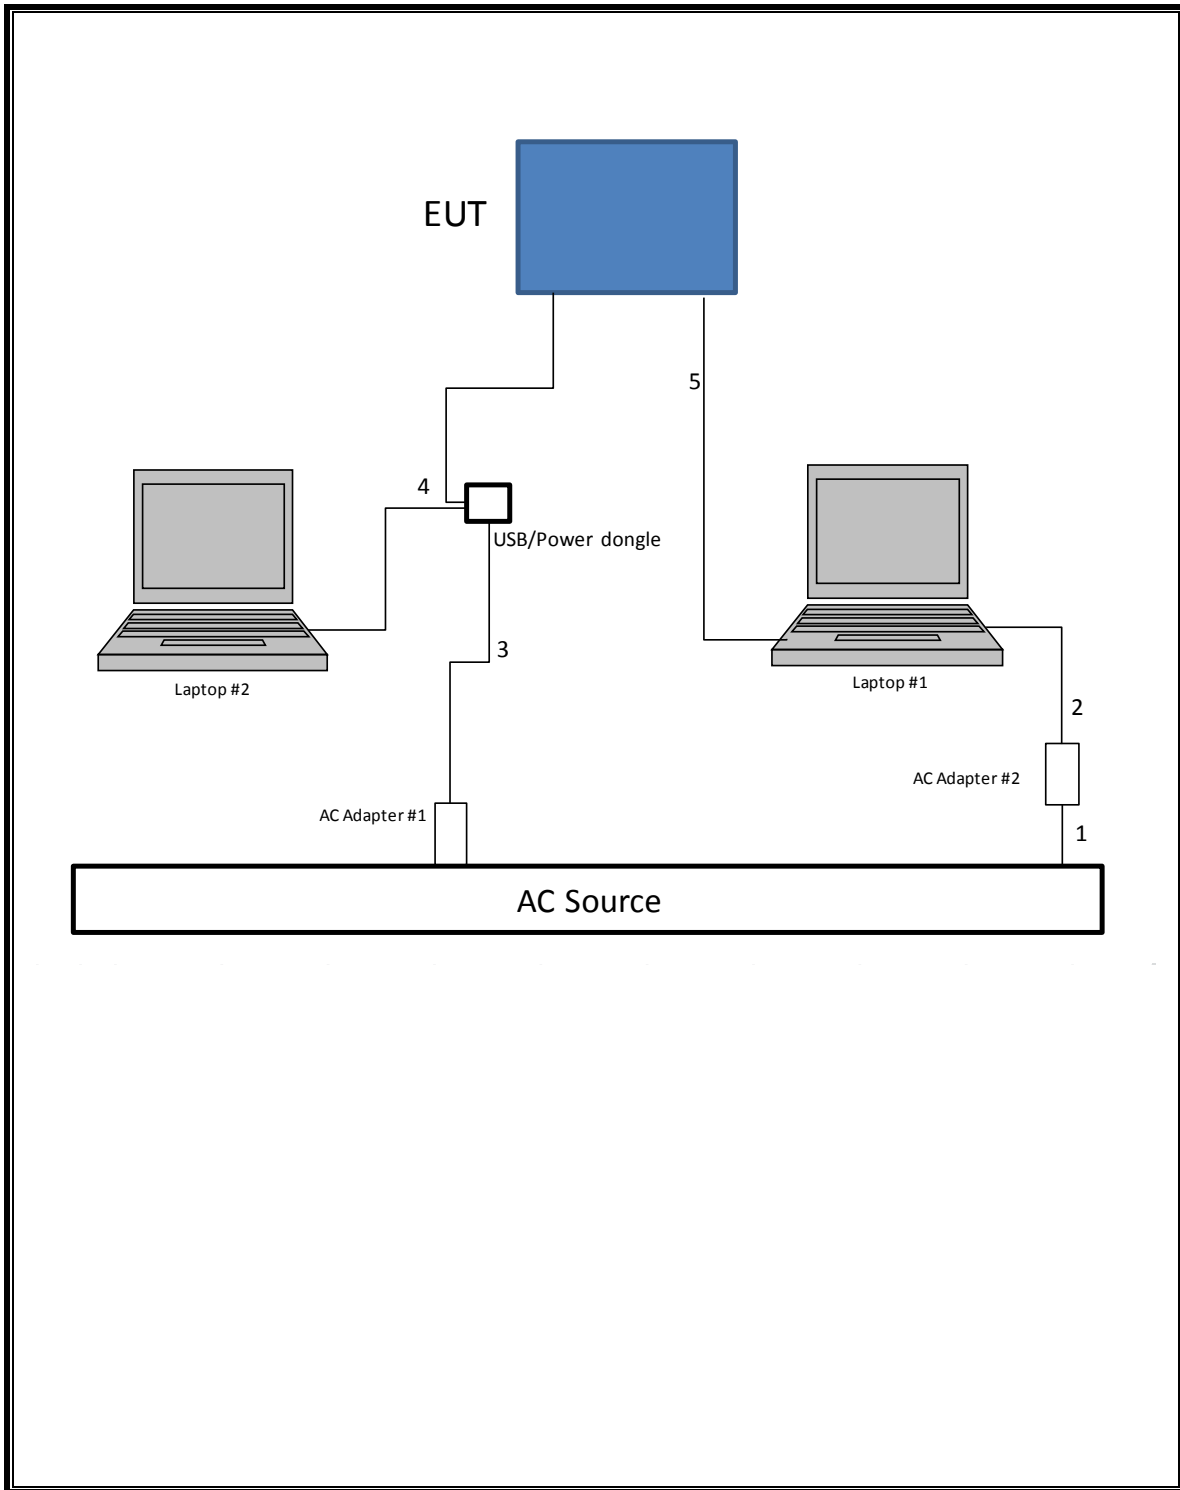 EUT
5
4
USB/Power dongle
3
Laptop #2
Laptop #1
2
AC Adapter #2
AC Adapter #1
1
AC Source